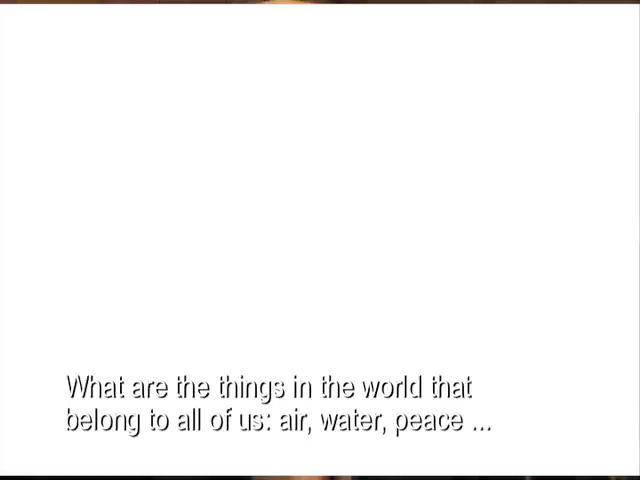 What are the things in the world that
belong to all of us: air, water, peace ...